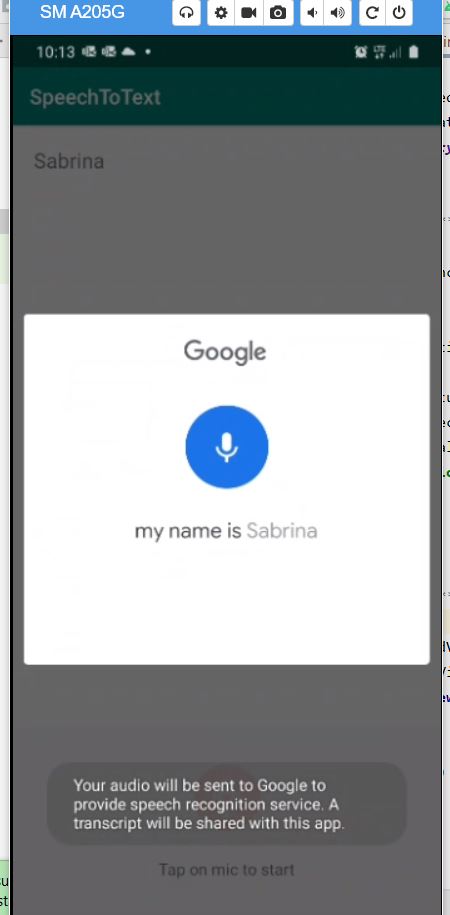 SM A205G
10:13
SpeechToText
Sabrina
Google
my name is Sabrina
Your audio will be sent to Google to
provide speech recognition service. A
transcript will be shared with this app.
Tap on mic to start